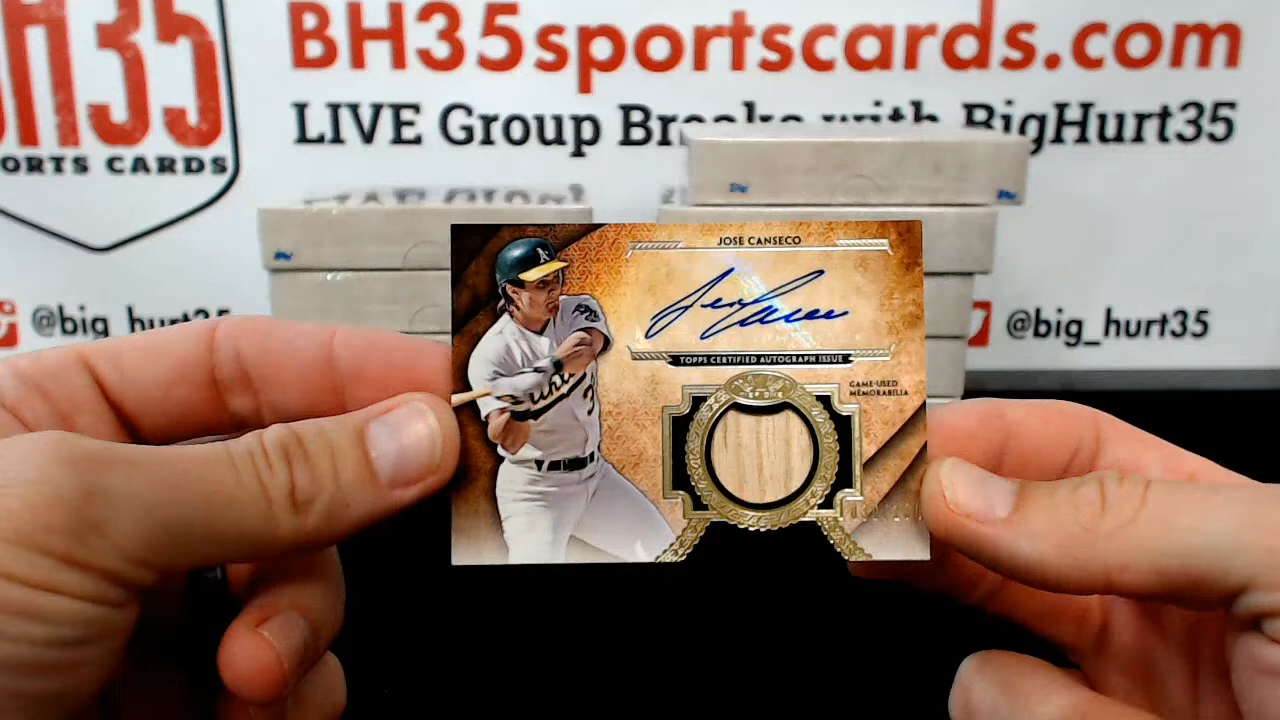 BH35
ORTS CARDS
BH35sportscards.com
LIVE Group Breaks with BigHurt35
@big_hurt35
@big_hurt35
JOSE CANSECO
TOPPS CERTIFIED AUTOGRAPH ISSUE
GAME-USED
MEMORABILIA